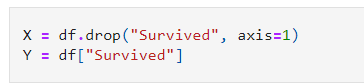 X = df.drop("Survived", axis=1)
Y = df["Survived"]